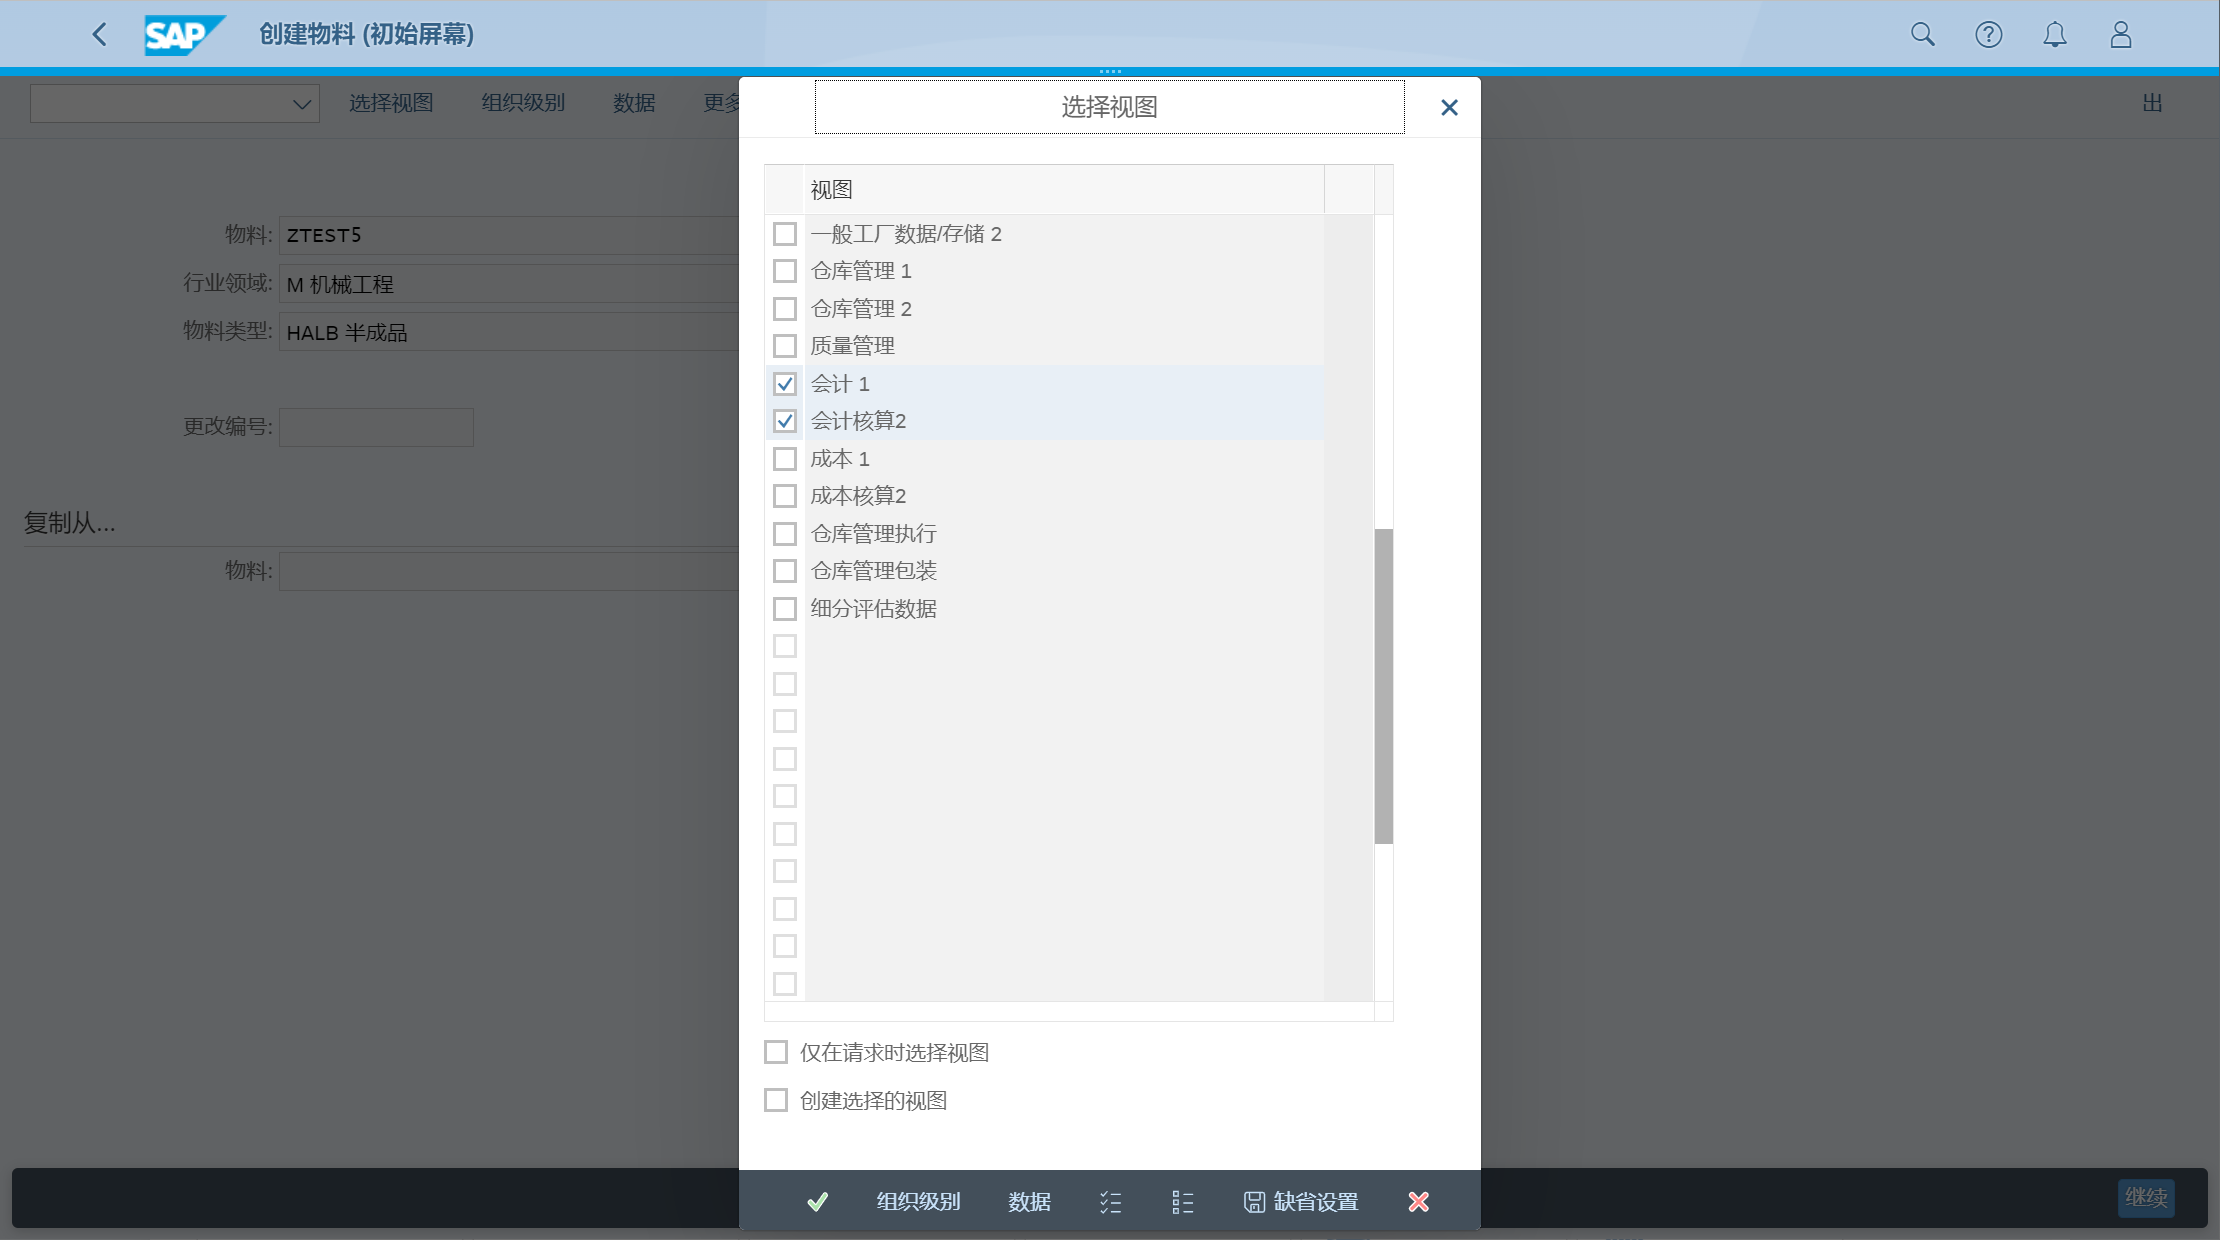 SAP 创建物料 (初始屏幕)
选择视图 组织级别 数据 更多 出
选择视图
视图
物料: ZTEST5
行业领域: M 机械工程
物料类型: HALB 半成品
更改编号:
复制从...
物料:
一般工厂数据/存储 2
仓库管理 1
仓库管理 2
质量管理
会计 1
会计核算2
成本 1
成本核算2
仓库管理执行
仓库管理包装
细分评估数据
仅在请求时选择视图
创建选择的视图
组织级别 数据 缺省设置
继续